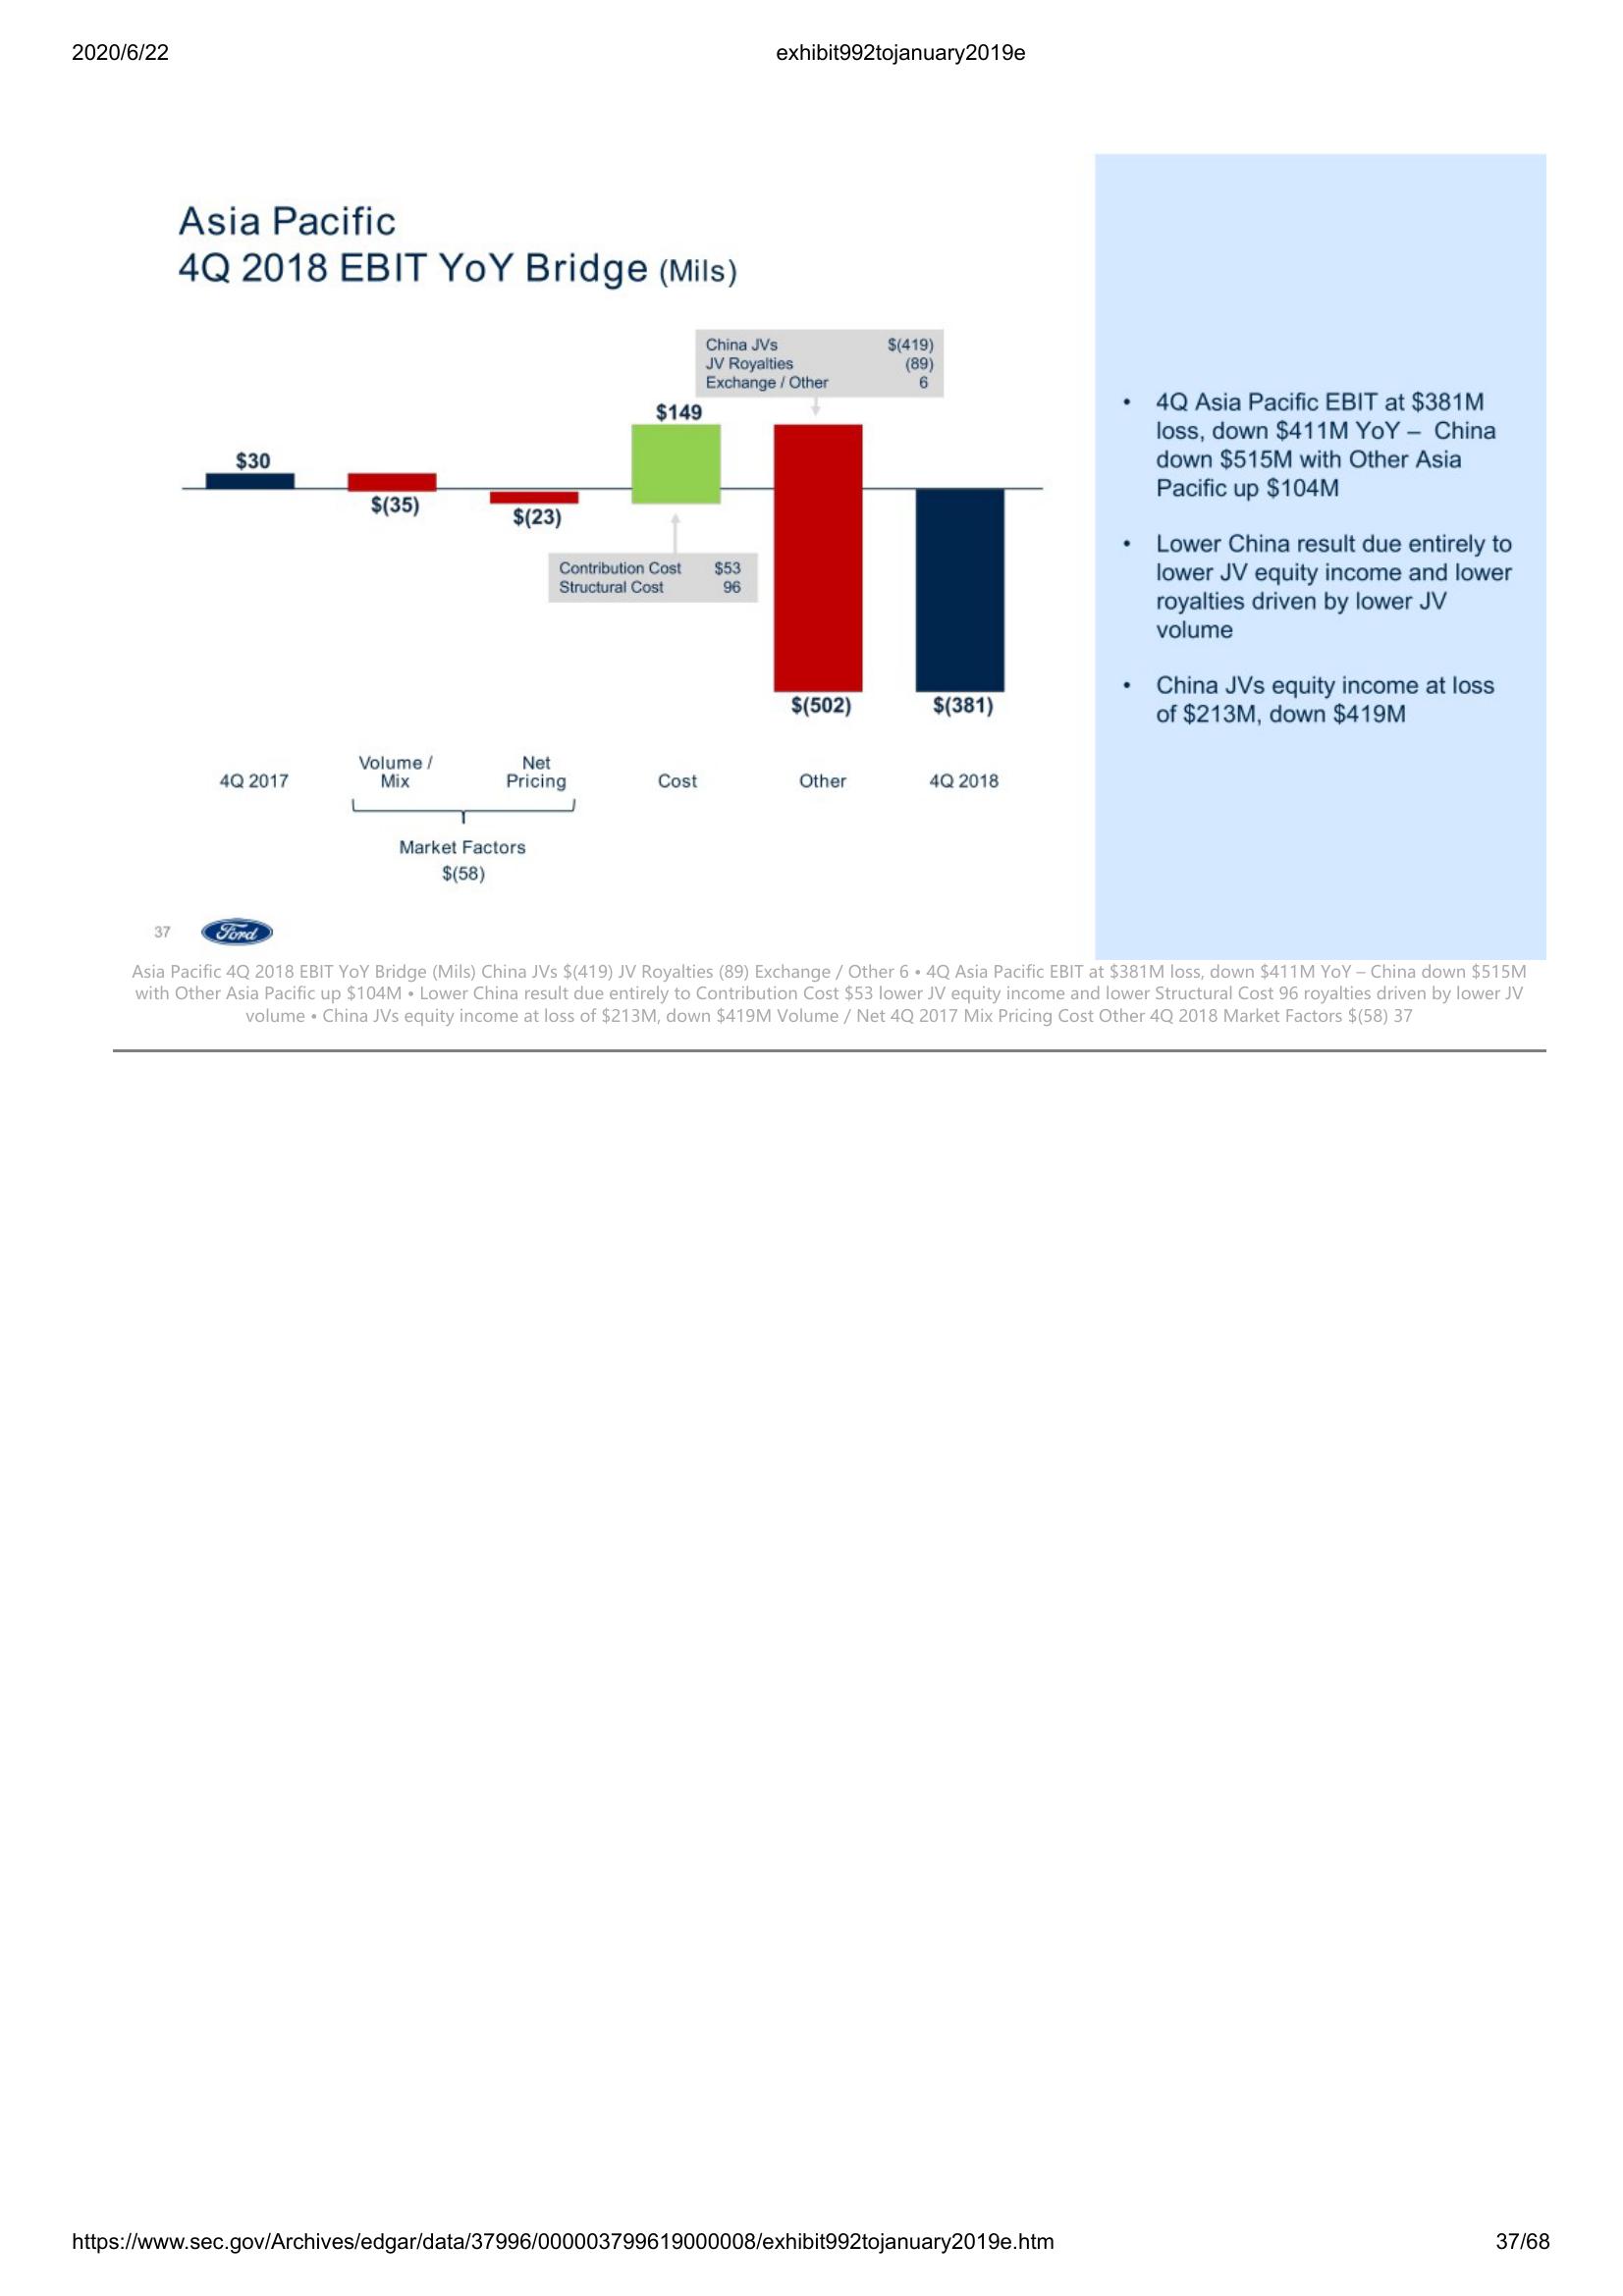 2020/6/22
exhibit992tojanuary2019e
Asia Pacific
4Q 2018 EBIT YoY Bridge (Mils)
China JVs $(419)
JV Royalties (89)
Exchange / Other 6
$30
$(35)
$(23)
$149
Contribution Cost $53
Structural Cost 96
$(502)
$(381)
4Q 2017
Volume /
Mix
Net
Pricing
Cost
Other
4Q 2018
Market Factors
$(58)
• 4Q Asia Pacific EBIT at $381M
loss, down $411M YoY – China
down $515M with Other Asia
Pacific up $104M
• Lower China result due entirely to
lower JV equity income and lower
royalties driven by lower JV
volume
• China JVs equity income at loss
of $213M, down $419M
37
Ford
Asia Pacific 4Q 2018 EBIT YoY Bridge (Mils) China JVs $(419) JV Royalties (89) Exchange / Other 6 • 4Q Asia Pacific EBIT at $381M loss, down $411M YoY – China down $515M
with Other Asia Pacific up $104M • Lower China result due entirely to Contribution Cost $53 lower JV equity income and lower Structural Cost 96 royalties driven by lower JV
volume • China JVs equity income at loss of $213M, down $419M Volume / Net 4Q 2017 Mix Pricing Cost Other 4Q 2018 Market Factors $(58) 37
https://www.sec.gov/Archives/edgar/data/37996/000003799619000008/exhibit992tojanuary2019e.htm
37/68